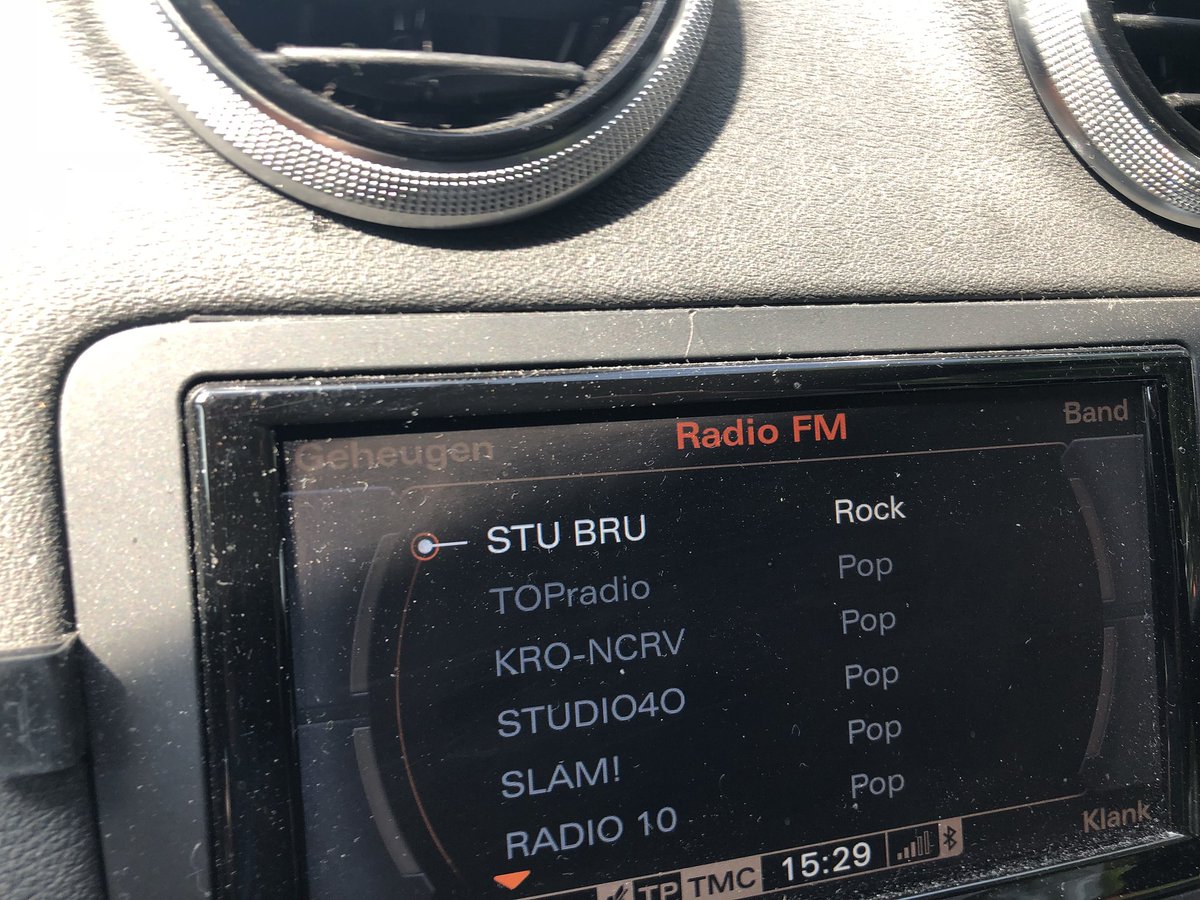 Geheugen Radio FM Band
STU BRU Rock
TOPradio Pop
KRO-NCRV Pop
STUDIO40 Pop
SLAM! Pop
RADIO 10 Pop
TP TMC 15:29 Klank